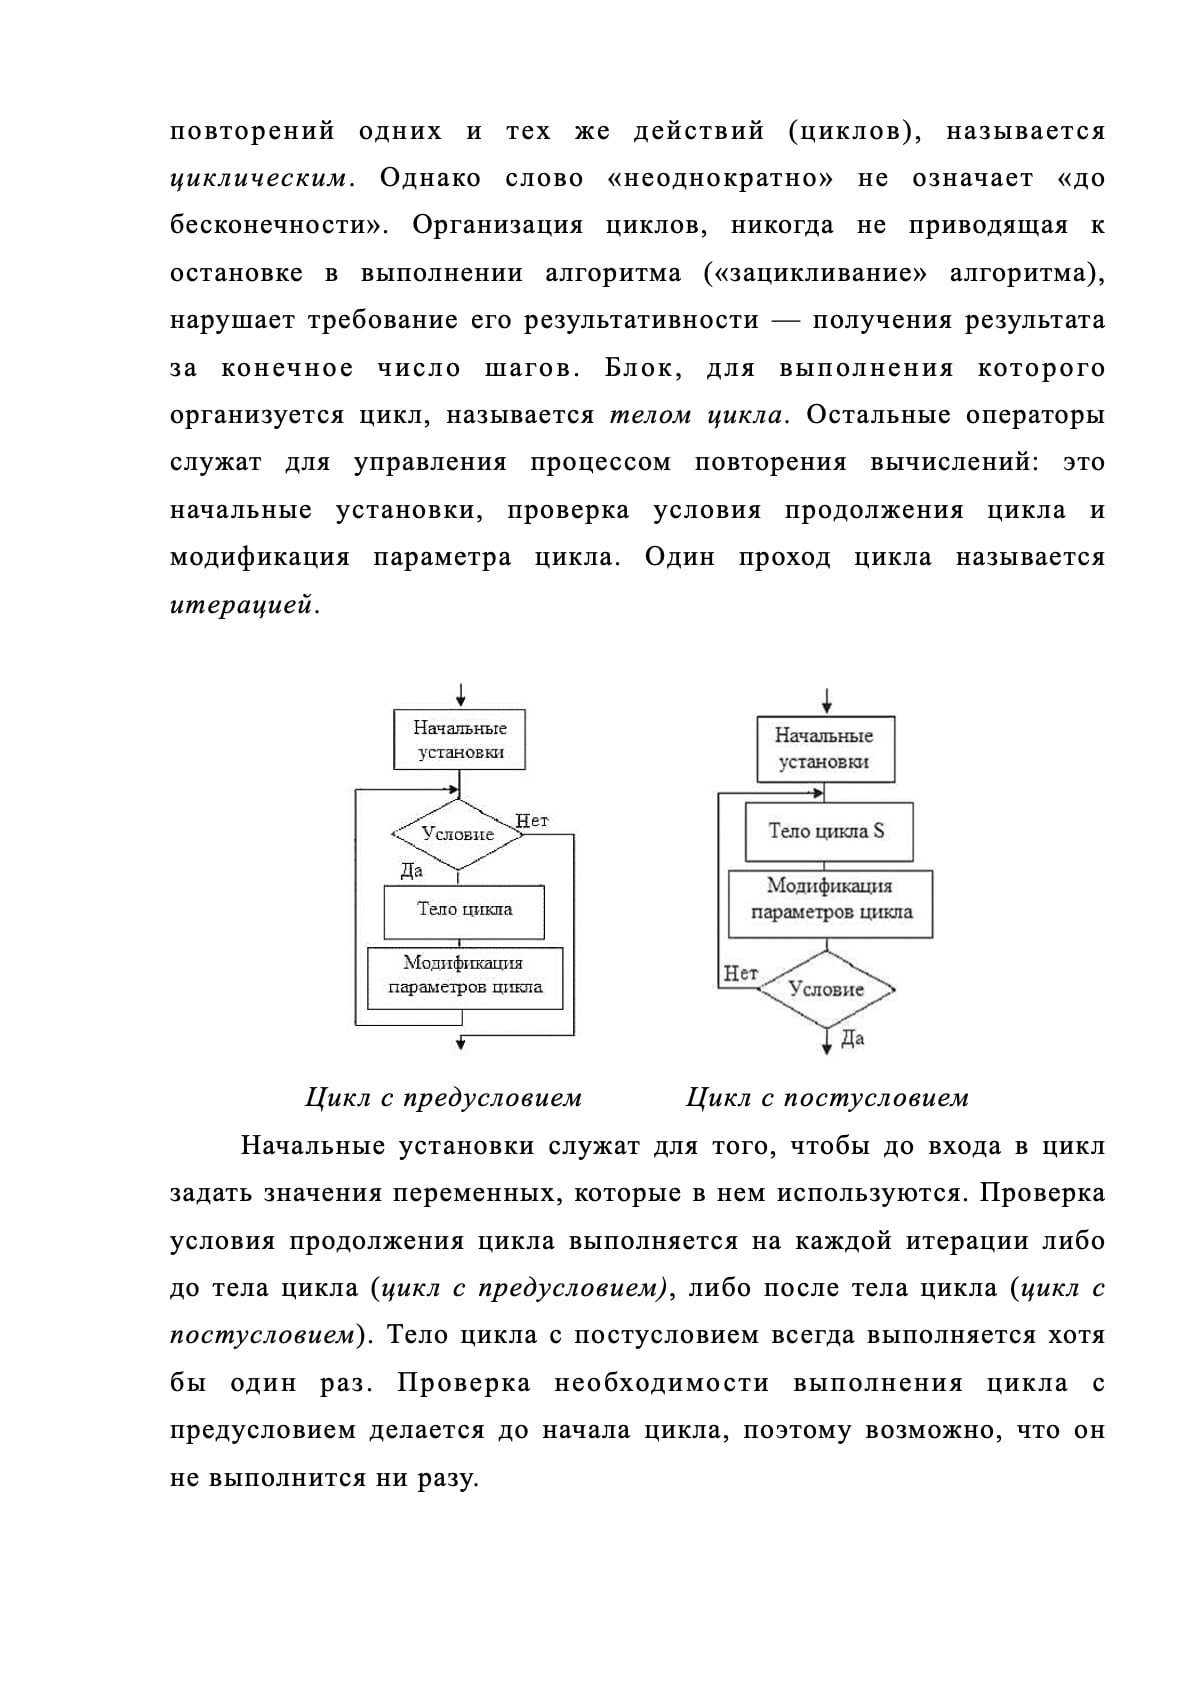 повторений одних и тех же действий (циклов), называется
циклическим. Однако слово «неоднократно» не означает «до
бесконечности». Организация циклов, никогда не приводящая к
остановке в выполнении алгоритма («зацикливание» алгоритма),
нарушает требование его результативности — получения результата
за конечное число шагов. Блок, для выполнения которого
организуется цикл, называется телом цикла. Остальные операторы
служат для управления процессом повторения вычислений: это
начальные установки, проверка условия продолжения цикла и
модификация параметра цикла. Один проход цикла называется
итерацией.
Начальные
установки
Условие
Нет
Да
Тело цикла
Модификация
параметров цикла
Начальные
установки
Тело цикла S
Модификация
параметров цикла
Нет
Условие
Да
Цикл с предусловием
Цикл с постусловием
Начальные установки служат для того, чтобы до входа в цикл
задать значения переменных, которые в нем используются. Проверка
условия продолжения цикла выполняется на каждой итерации либо
до тела цикла (цикл с предусловием), либо после тела цикла (цикл с
постусловием). Тело цикла с постусловием всегда выполняется хотя
бы один раз. Проверка необходимости выполнения цикла с
предусловием делается до начала цикла, поэтому возможно, что он
не выполнится ни разу.